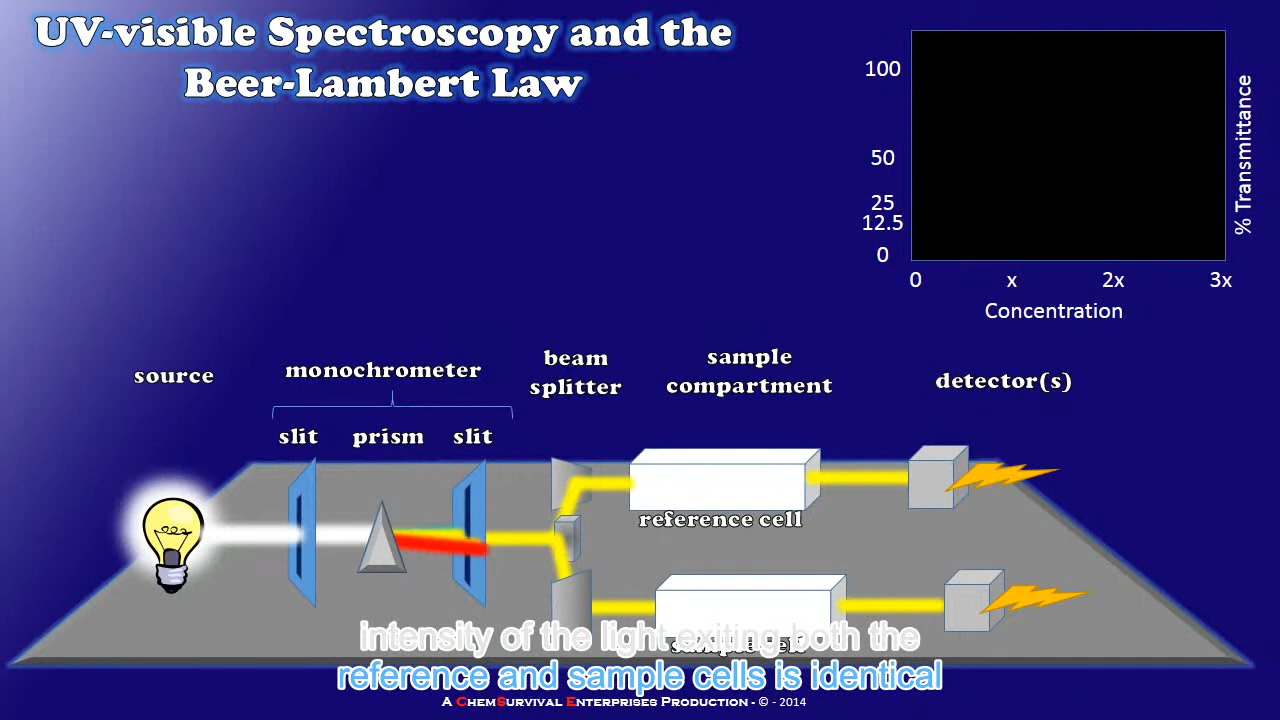 UV-visible Spectroscopy and the
Beer-Lambert Law
100
50
25
12.5
0
% Transmittance
0 x 2x 3x
Concentration
source
monochrometer
beam
splitter
sample
compartment
detector(s)
slit prism slit
reference cell
sample cell
intensity of the light exiting both the
reference and sample cells is identical
A ChemSurvival Enterprises Production - © - 2014